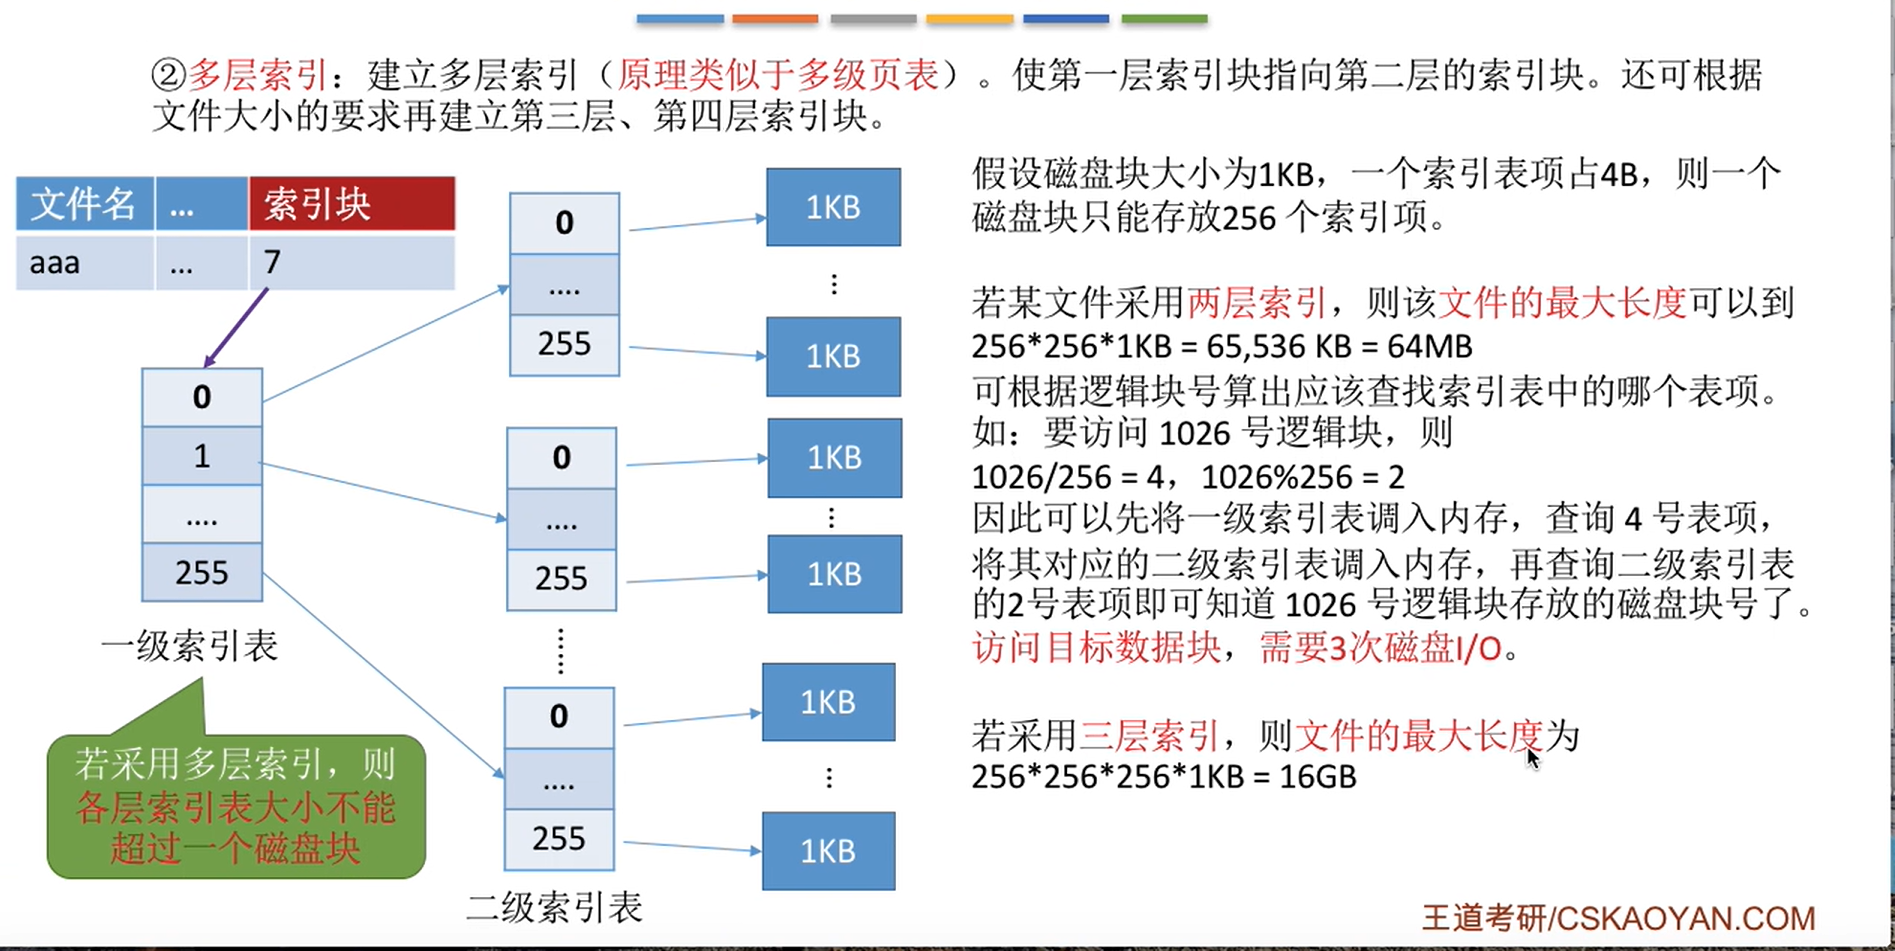 ②多层索引：建立多层索引（原理类似于多级页表）。使第一层索引块指向第二层的索引块。还可根据
文件大小的要求再建立第三层、第四层索引块。
文件名 ... 索引块
aaa ... 7
0
1
....
255
一级索引表
若采用多层索引，则
各层索引表大小不能
超过一个磁盘块
0
....
255
0
....
255
0
....
255
二级索引表
1KB
1KB
1KB
1KB
1KB
1KB
假设磁盘块大小为1KB，一个索引表项占4B，则一个
磁盘块只能存放256 个索引项。
若某文件采用两层索引，则该文件的最大长度可以到
256*256*1KB = 65,536 KB = 64MB
可根据逻辑块号算出应该查找索引表中的哪个表项。
如：要访问 1026 号逻辑块，则
1026/256 = 4，1026%256 = 2
因此可以先将一级索引表调入内存，查询 4 号表项，
将其对应的二级索引表调入内存，再查询二级索引表
的2号表项即可知道 1026 号逻辑块存放的磁盘块号了。
访问目标数据块，需要3次磁盘I/O。
若采用三层索引，则文件的最大长度为
256*256*256*1KB = 16GB
王道考研/CSKAOYAN.COM